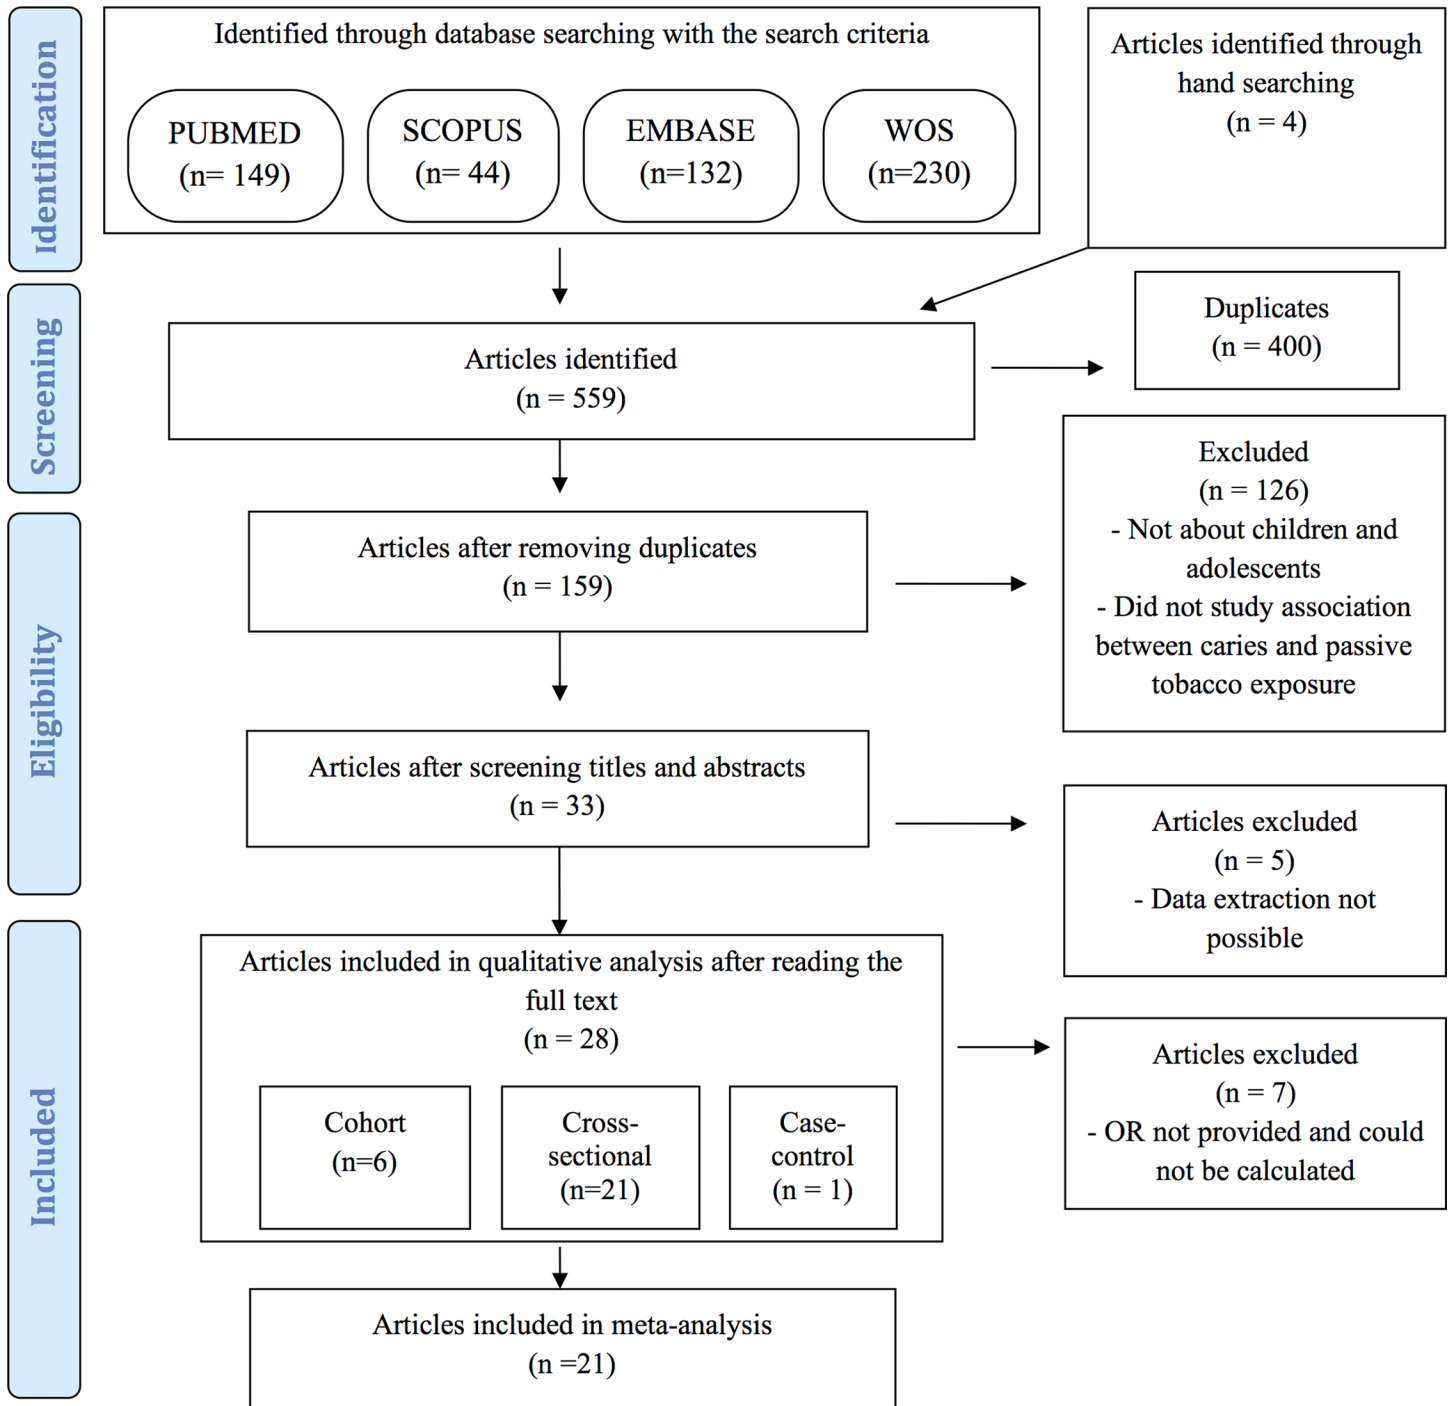 Identification
Identified through database searching with the search criteria
PUBMED
(n= 149)
SCOPUS
(n= 44)
EMBASE
(n=132)
WOS
(n=230)
Articles identified through
hand searching
(n = 4)
Screening
Articles identified
(n = 559)
Duplicates
(n = 400)
Eligibility
Articles after removing duplicates
(n = 159)
Excluded
(n = 126)
- Not about children and
adolescents
- Did not study association
between caries and passive
tobacco exposure
Articles after screening titles and abstracts
(n = 33)
Articles excluded
(n = 5)
- Data extraction not
possible
Included
Articles included in qualitative analysis after reading the
full text
(n = 28)
Cohort
(n=6)
Cross-
sectional
(n=21)
Case-
control
(n = 1)
Articles excluded
(n = 7)
- OR not provided and could
not be calculated
Articles included in meta-analysis
(n =21)